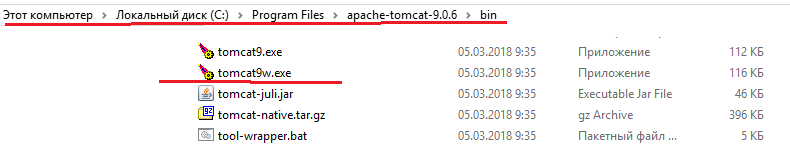 Этот компьютер > Локальный диск (C:) > Program Files > apache-tomcat-9.0.6 > bin
tomcat9.exe 05.03.2018 9:35 Приложение 112 КБ
tomcat9w.exe 05.03.2018 9:35 Приложение 116 КБ
tomcat-juli.jar 05.03.2018 9:35 Executable Jar File 46 КБ
tomcat-native.tar.gz 05.03.2018 9:35 gz Archive 396 КБ
tool-wrapper.bat 05.03.2018 9:35 Пакетный файл ... 5 КБ